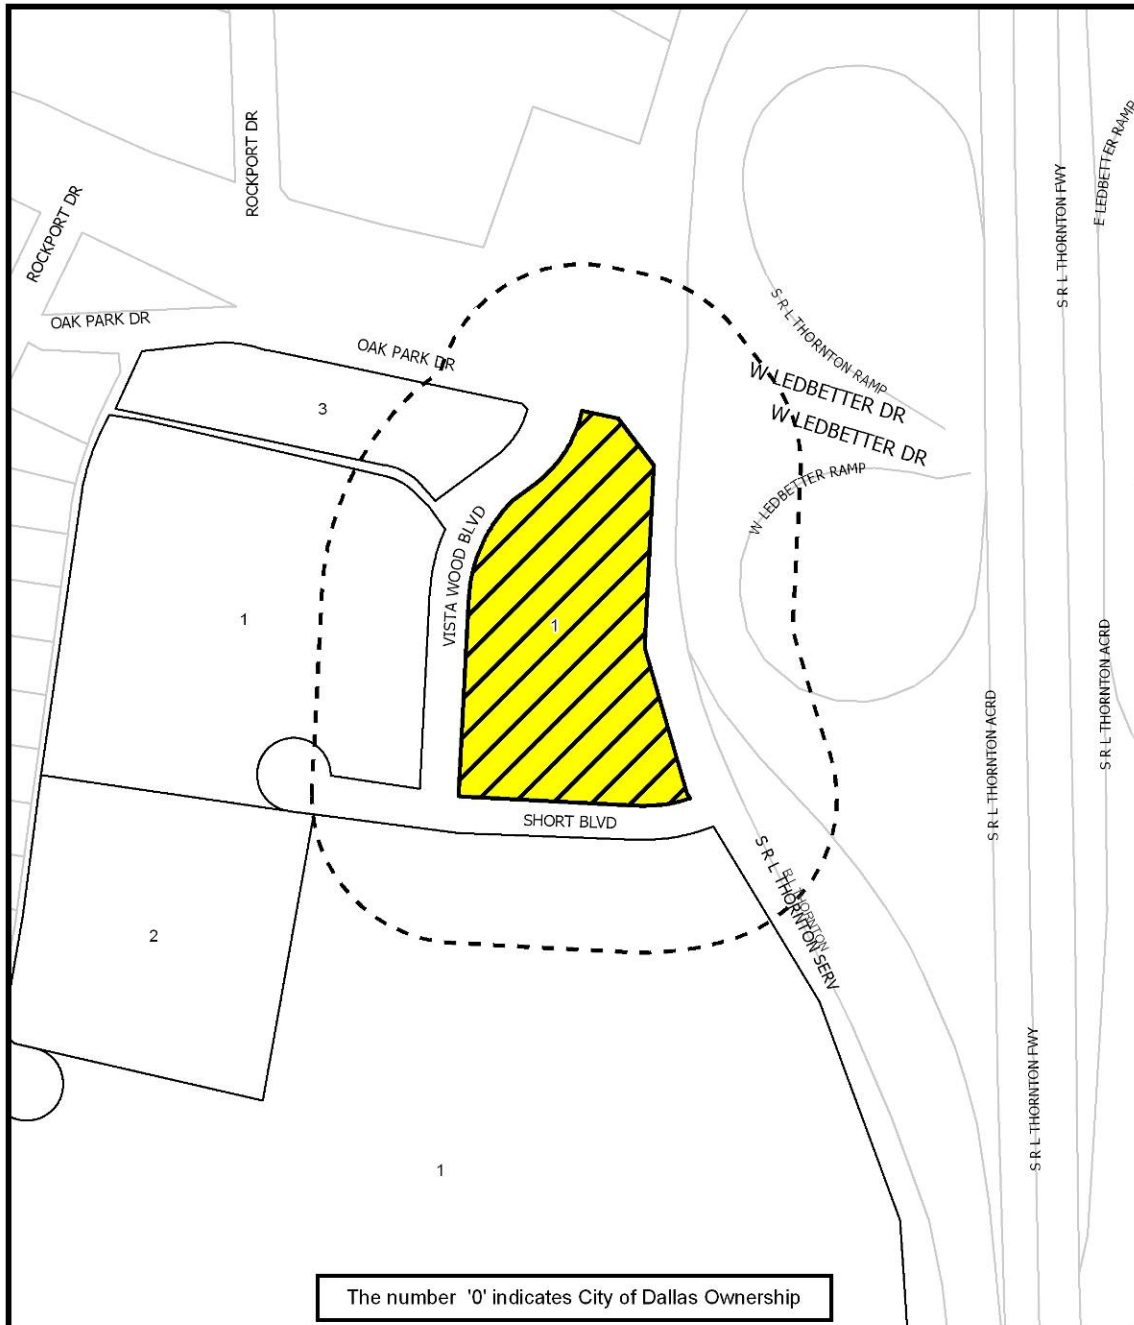 ROCKPORT DR
ROCKPORT DR
S R L THORNTON FWY
E LEDBETTER RAMP
OAK PARK DR
OAK PARK DR
S R L THORNTON RAMP
W LEDBETTER DR
W LEDBETTER DR
3
W LEDBETTER RAMP
VISTA WOOD BLVD
1
1
S R L THORNTON ACRD
S R L THORNTON ACRD
SHORT BLVD
S R L THORNTON SERV
R L THORNTON
2
S R L THORNTON FWY
1
The number '0' indicates City of Dallas Ownership